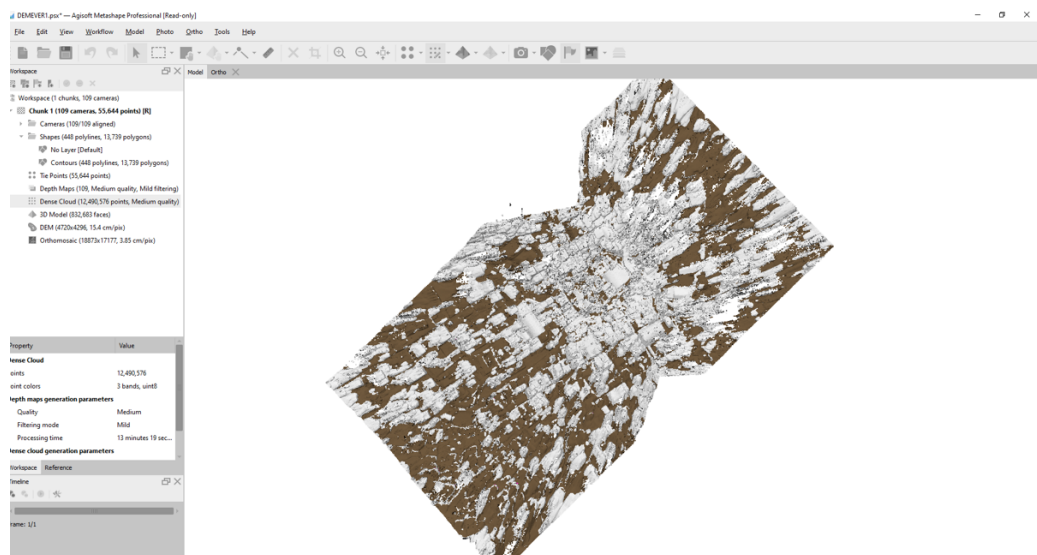 DEMEVER1.psx* — Agisoft Metashape Professional [Read-only]
File Edit View Workflow Model Photo Ortho Tools Help
Workspace
Model Ortho
Workspace (1 chunks, 109 cameras)
Chunk 1 (109 cameras, 55,644 points) [R]
Cameras (109/109 aligned)
Shapes (448 polylines, 13,739 polygons)
No Layer [Default]
Contours (448 polylines, 13,739 polygons)
Tie Points (55,644 points)
Depth Maps (109, Medium quality, Mild filtering)
Dense Cloud (12,490,576 points, Medium quality)
3D Model (832,683 faces)
DEM (4720x4296, 15.4 cm/pix)
Orthomosaic (18873x17177, 3.85 cm/pix)
Property Value
Dense Cloud
oints 12,490,576
oint colors 3 bands, uint8
Depth maps generation parameters
Quality Medium
Filtering mode Mild
Processing time 13 minutes 19 sec...
Dense cloud generation parameters
Workspace Reference
Timeline
rame: 1/1